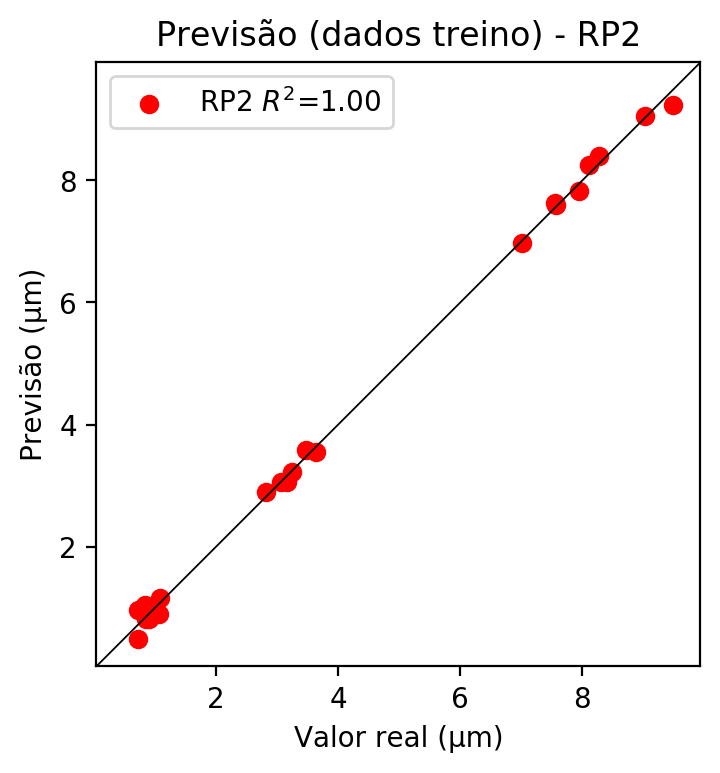 Previsão (dados treino) - RP2
RP2 R²=1.00
Previsão (μm)
8
6
4
2
2 4 6 8
Valor real (μm)